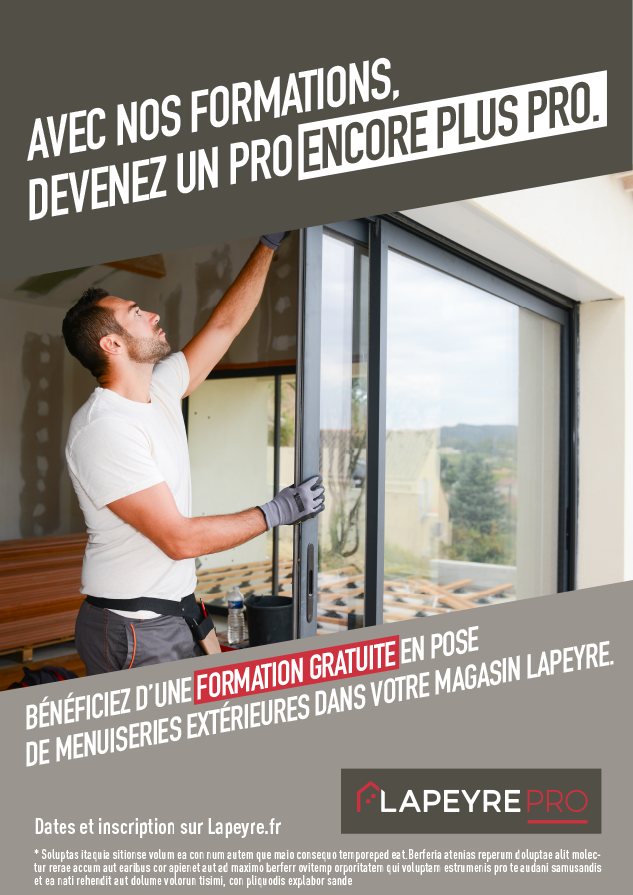 AVEC NOS FORMATIONS,
DEVENEZ UN PRO ENCORE PLUS PRO.
BÉNÉFICIEZ D'UNE FORMATION GRATUITE EN POSE
DE MENUISERIES EXTÉRIEURES DANS VOTRE MAGASIN LAPEYRE.
LAPEYRE PRO
Dates et inscription sur Lapeyre.fr
* Soluptas itaquia sitionse volum ea con num autem que maio consequo temporeped eat. Berferia atenias reperum doluptae alit molec-
tur rerae accum aut earibus cor apienet aut ad maximo berferr ovitemp orporitatem qui voluptam estrumenis pro te audani samusandis
et ea nati rehendit aut dolume volorun tisimi, con pliquodis explabor sande